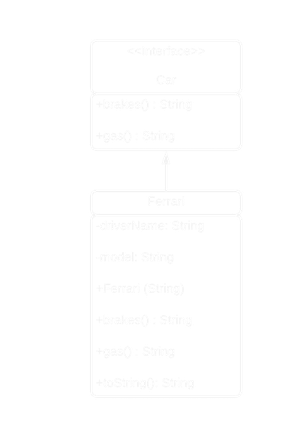 <<interface>>
Car
+brakes() : String
+gas() : String
Ferrari
-driverName: String
-model: String
+Ferrari (String)
+brakes() : String
+gas() : String
+toString(): String